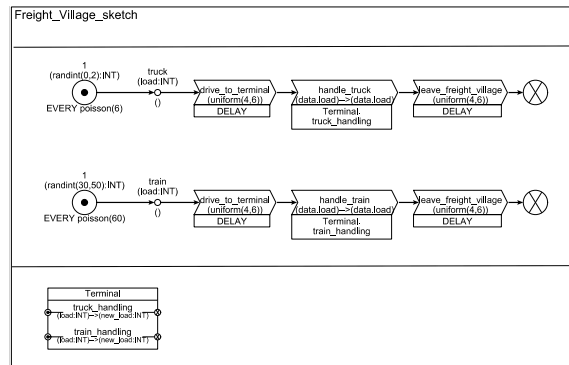 Freight_Village_sketch
1
(randint(0,2):INT)
EVERY poisson(6)
truck
(load:INT)
()
drive_to_terminal
(uniform(4,6))
DELAY
handle_truck
(data.load)—>(data.load)
Terminal.
truck_handling
leave_freight_village
(uniform(4,6))
DELAY
1
(randint(30,50):INT)
EVERY poisson(60)
train
(load:INT)
()
drive_to_terminal
(uniform(4,6))
DELAY
handle_train
(data.load)—>(data.load)
Terminal.
train_handling
leave_freight_village
(uniform(4,6))
DELAY
Terminal
truck_handling
(load:INT)—>(new_load:INT)
train_handling
(load:INT)—>(new_load:INT)